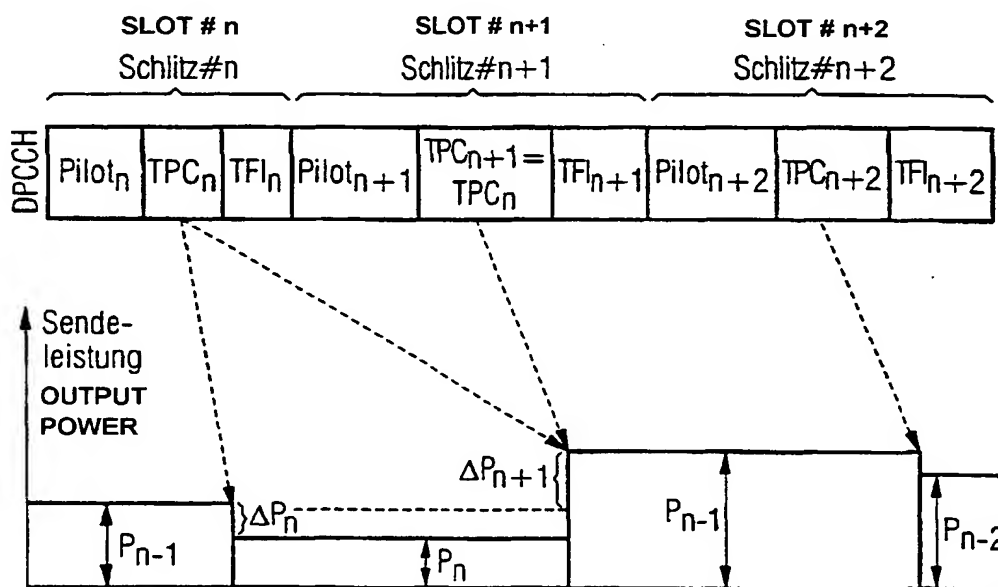 SLOT # n SLOT # n+1 SLOT # n+2
Schlitz#n Schlitz#n+1 Schlitz#n+2
DPCCH
Pilotn TPCn TFIn Pilotn+1 TPCn+1 = TPCn TFIn+1 Pilotn+2 TPCn+2 TFIn+2
Sende-
leistung
OUTPUT
POWER
ΔPn+1
ΔPn
Pn-1 Pn Pn-1 Pn-2